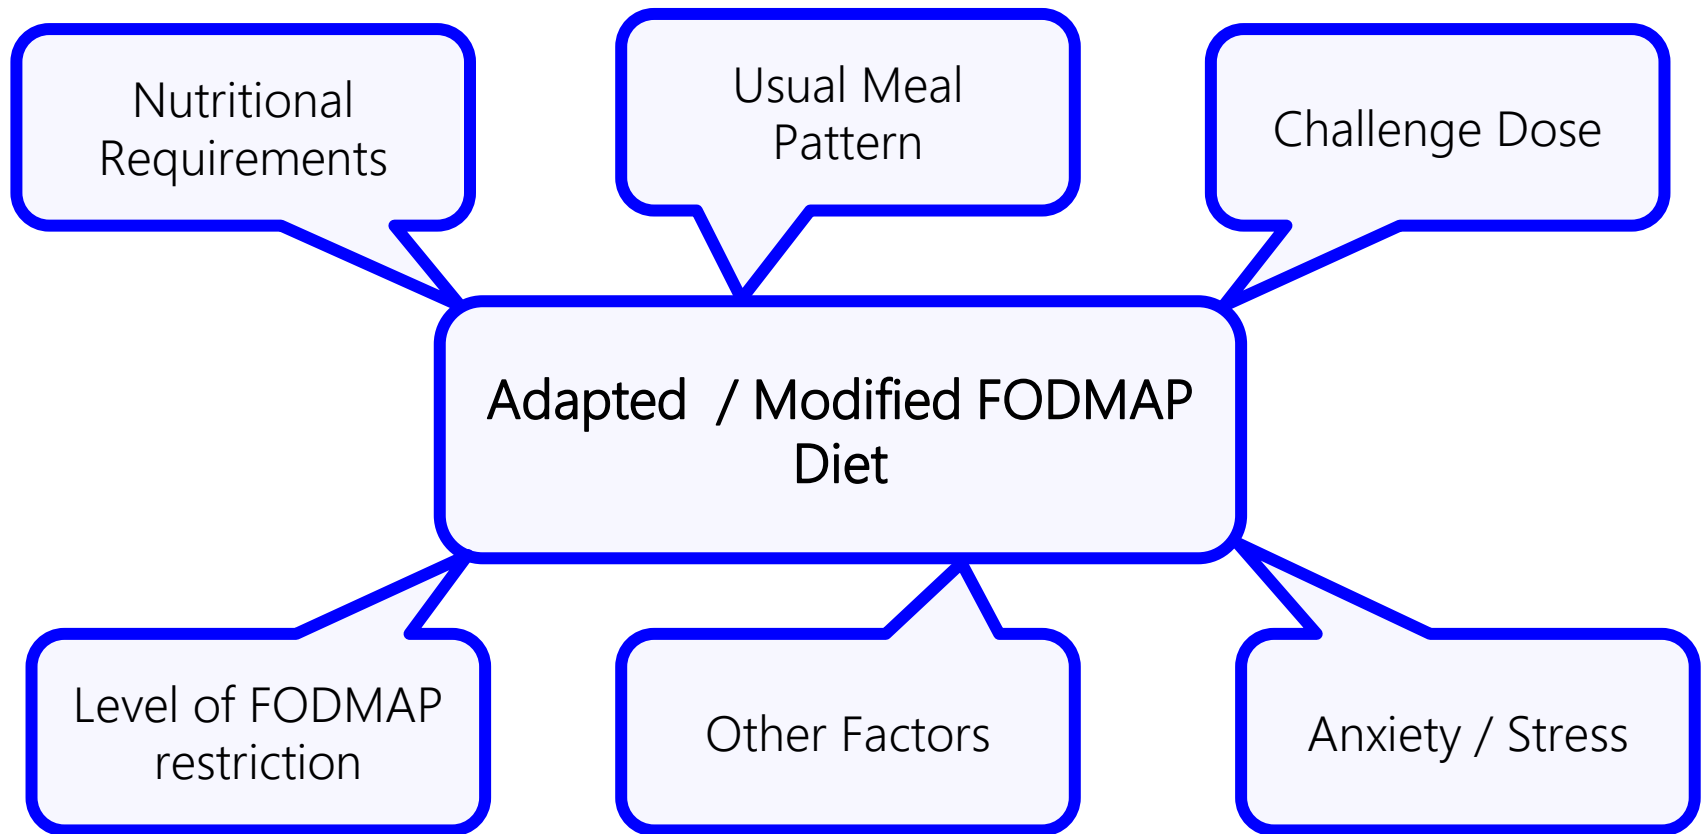 Nutritional
Requirements
Usual Meal
Pattern
Challenge Dose
Adapted / Modified FODMAP
Diet
Level of FODMAP
restriction
Other Factors
Anxiety / Stress